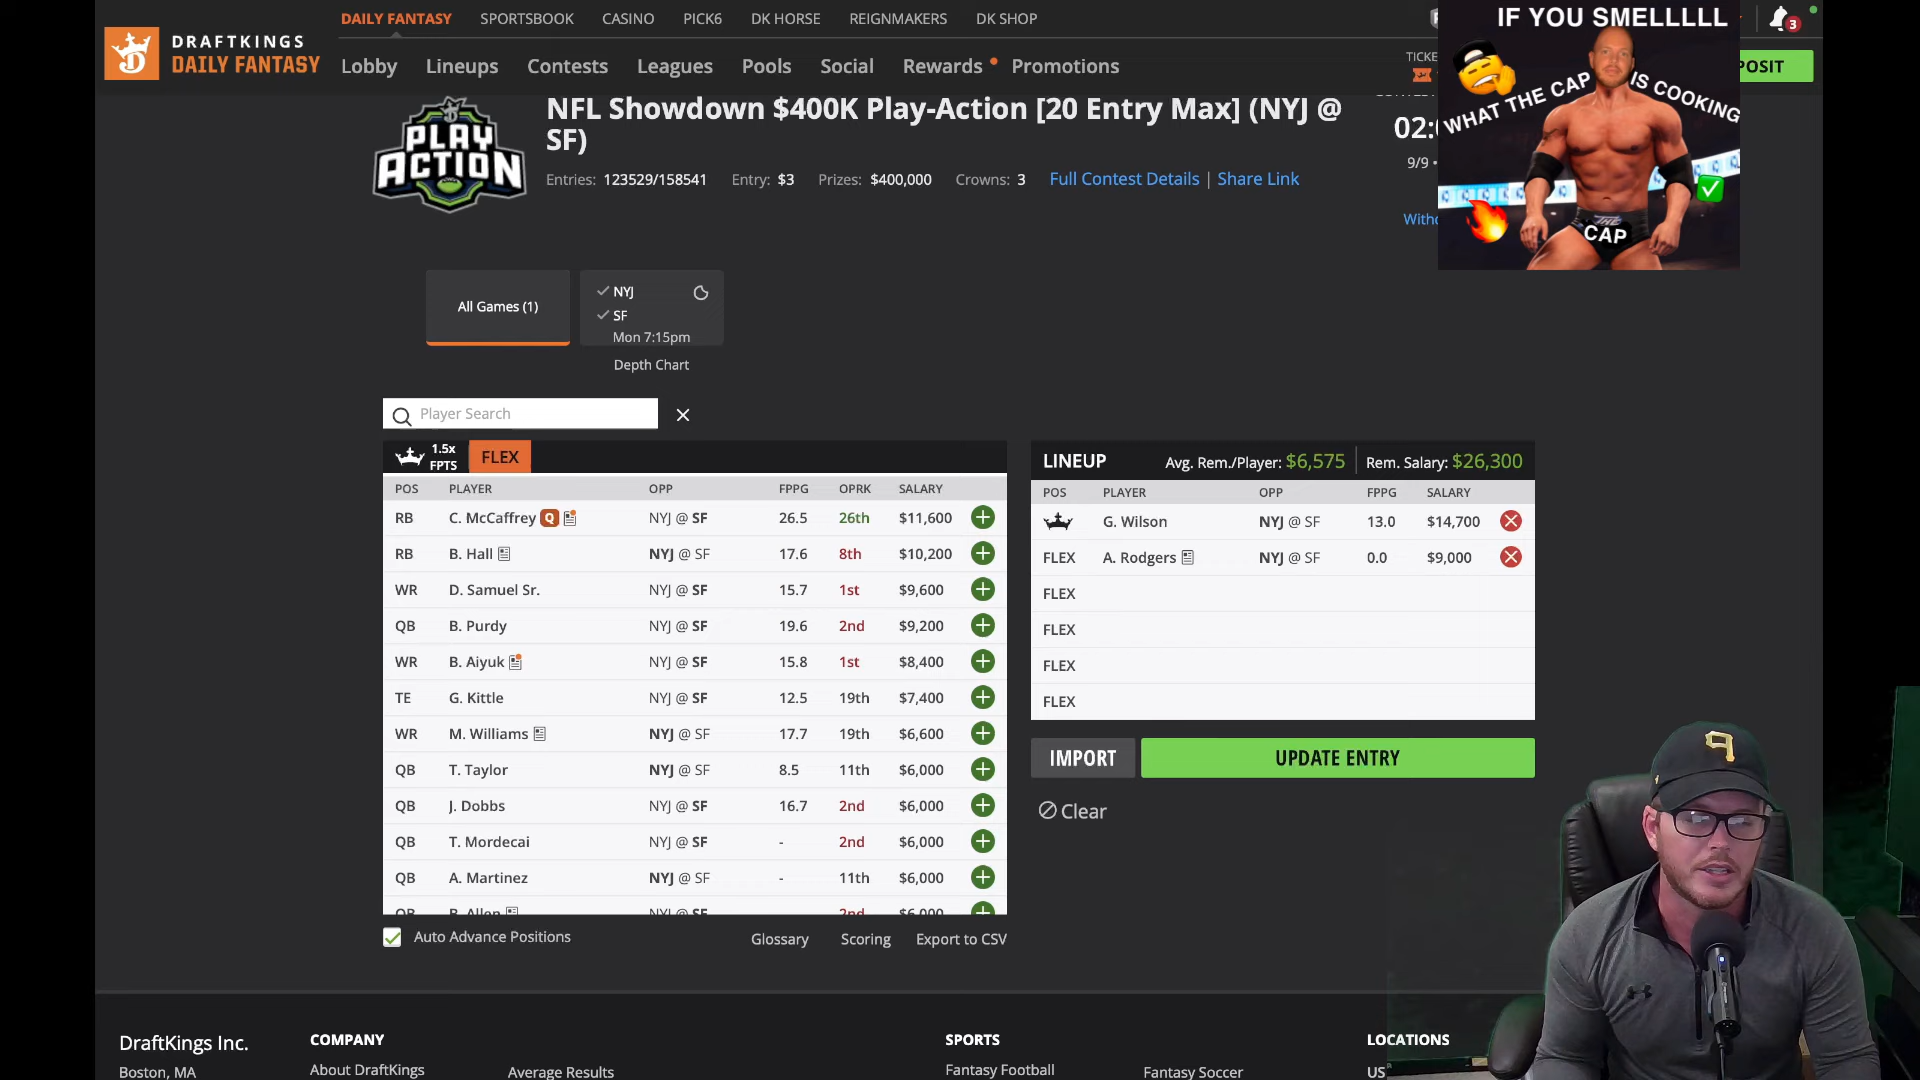 DAILY FANTASY SPORTSBOOK CASINO PICK6 DK HORSE REIGNMAKERS DK SHOP
3
DRAFTKINGS
DAILY FANTASY
Lobby Lineups Contests Leagues Pools Social Rewards Promotions
IF YOU SMELLLLL
WHAT THE CAP IS COOKING
THE
CAP
PLAY
ACTION
NFL Showdown $400K Play-Action [20 Entry Max] (NYJ @
SF)
Entries: 123529/158541 Entry: $3 Prizes: $400,000 Crowns: 3 Full Contest Details | Share Link
9/9
All Games (1)
NYJ
SF
Mon 7:15pm
Depth Chart
Player Search
1.5x
FPTS
FLEX
POS PLAYER OPP FPPG OPRK SALARY
RB C. McCaffrey Q NYJ @ SF 26.5 26th $11,600
RB B. Hall NYJ @ SF 17.6 8th $10,200
WR D. Samuel Sr. NYJ @ SF 15.7 1st $9,600
QB B. Purdy NYJ @ SF 19.6 2nd $9,200
WR B. Aiyuk NYJ @ SF 15.8 1st $8,400
TE G. Kittle NYJ @ SF 12.5 19th $7,400
WR M. Williams NYJ @ SF 17.7 19th $6,600
QB T. Taylor NYJ @ SF 8.5 11th $6,000
QB J. Dobbs NYJ @ SF 16.7 2nd $6,000
QB T. Mordecai NYJ @ SF - 2nd $6,000
QB A. Martinez NYJ @ SF - 11th $6,000
QB B. Allen NYJ @ SF 2nd $6,000
Auto Advance Positions
Glossary Scoring Export to CSV
LINEUP Avg. Rem./Player: $6,575 Rem. Salary: $26,300
POS PLAYER OPP FPPG SALARY
G. Wilson NYJ @ SF 13.0 $14,700
FLEX A. Rodgers NYJ @ SF 0.0 $9,000
FLEX
FLEX
FLEX
FLEX
IMPORT
UPDATE ENTRY
Clear
P
DraftKings Inc.
Boston, MA
COMPANY
About DraftKings
Average Results
SPORTS
Fantasy Football
Fantasy Soccer
LOCATIONS
US